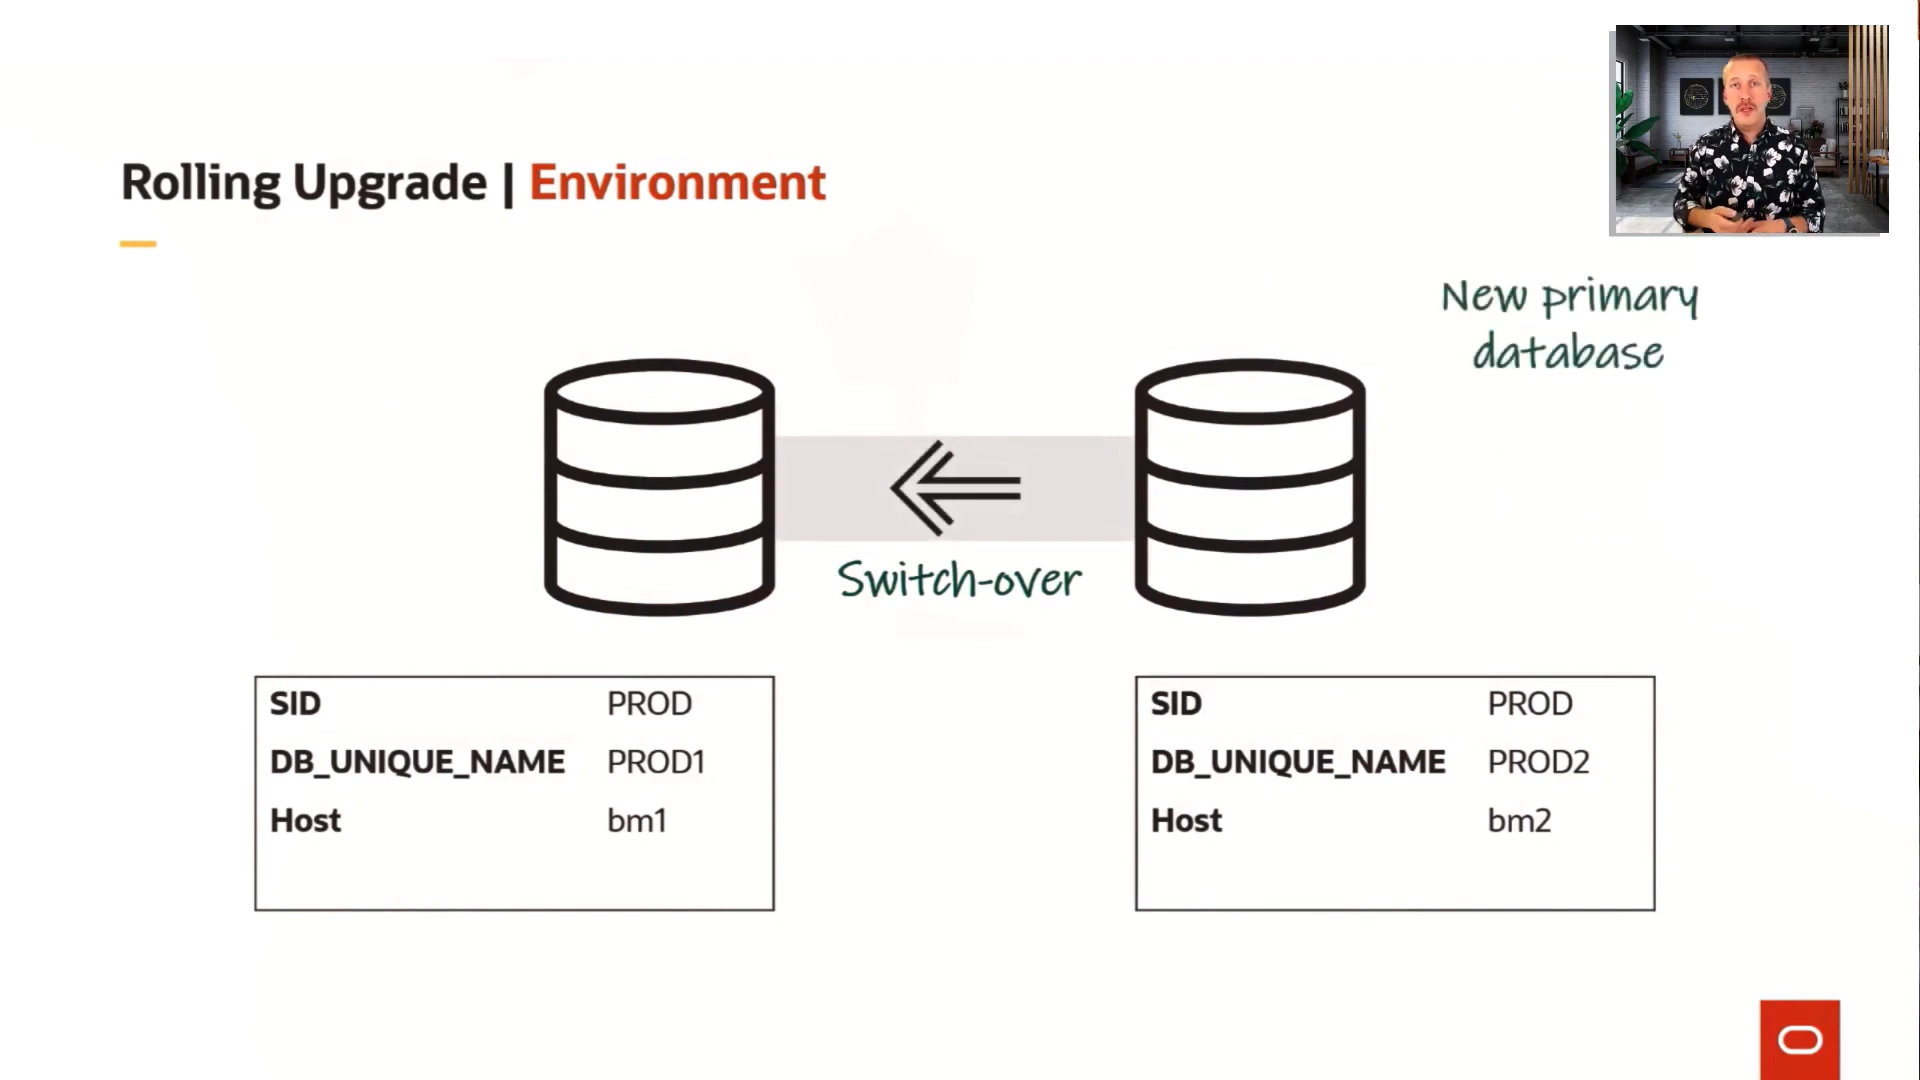 Rolling Upgrade | Environment
New primary
database
Switch-over
SID PROD
DB_UNIQUE_NAME PROD1
Host bm1
SID PROD
DB_UNIQUE_NAME PROD2
Host bm2